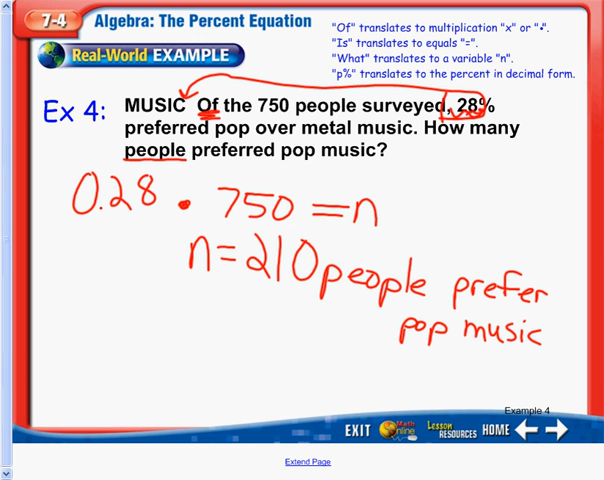 7-4 Algebra: The Percent Equation
"Of" translates to multiplication "x" or "•".
"Is" translates to equals "=".
"What" translates to a variable "n".
"p%" translates to the percent in decimal form.
Real-World EXAMPLE
Ex 4: MUSIC Of the 750 people surveyed, 28%
preferred pop over metal music. How many
people preferred pop music?
0.28 • 750 = n
n = 210 people prefer
pop music
Example 4
EXIT Math Online Lesson RESOURCES HOME
Extend Page